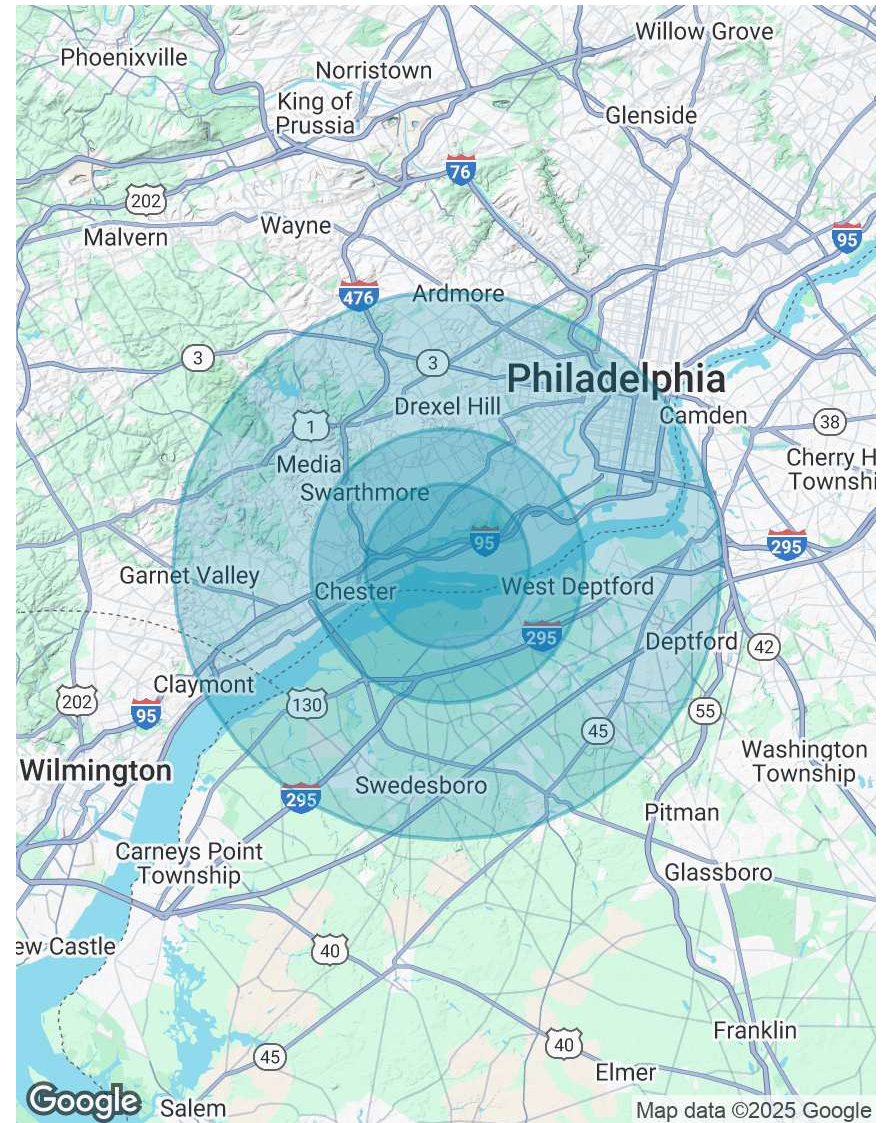 Willow Grove
Phoenixville
Norristown
King of
Prussia
Glenside
76
202
Wayne
Malvern
95
476
Ardmore
3
3
Philadelphia
Drexel Hill
Camden
1
38
Media
Cherry H
Townshi
Swarthmore
95
295
Garnet Valley
Chester
West Deptford
295
Deptford
42
Claymont
202
130
95
55
45
Washington
Township
Wilmington
Swedesboro
295
Pitman
Carneys Point
Township
Glassboro
ew Castle
40
Franklin
40
45
Elmer
Google
Salem
Map data ©2025 Google